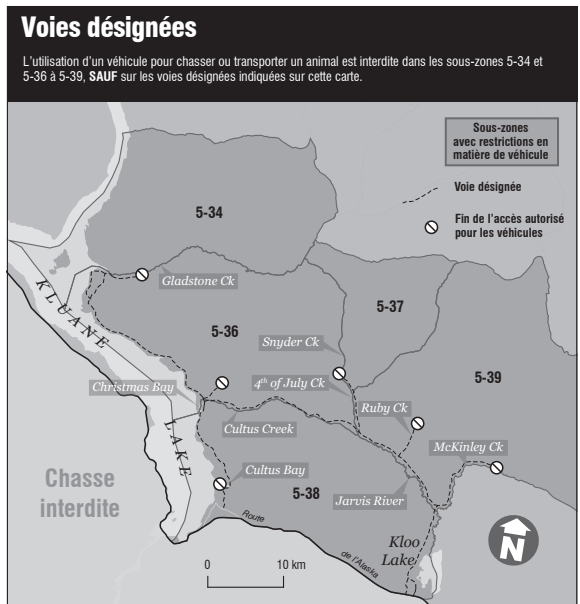 Voies désignées
L'utilisation d'un véhicule pour chasser ou transporter un animal est interdite dans les sous-zones 5-34 et
5-36 à 5-39, SAUF sur les voies désignées indiquées sur cette carte.
Sous-zones
avec restrictions en
matière de véhicule
Voie désignée
Fin de l'accès autorisé
pour les véhicules
5-34
Gladstone Ck
KLUANE
LAKE
5-36
5-37
Snyder Ck
5-39
4th of July Ck
Christmas Bay
Ruby Ck
Cultus Creek
McKinley Ck
Cultus Bay
5-38
Jarvis River
Chasse
interdite
Route
de l'Alaska
Kloo
Lake
0 10 km
N